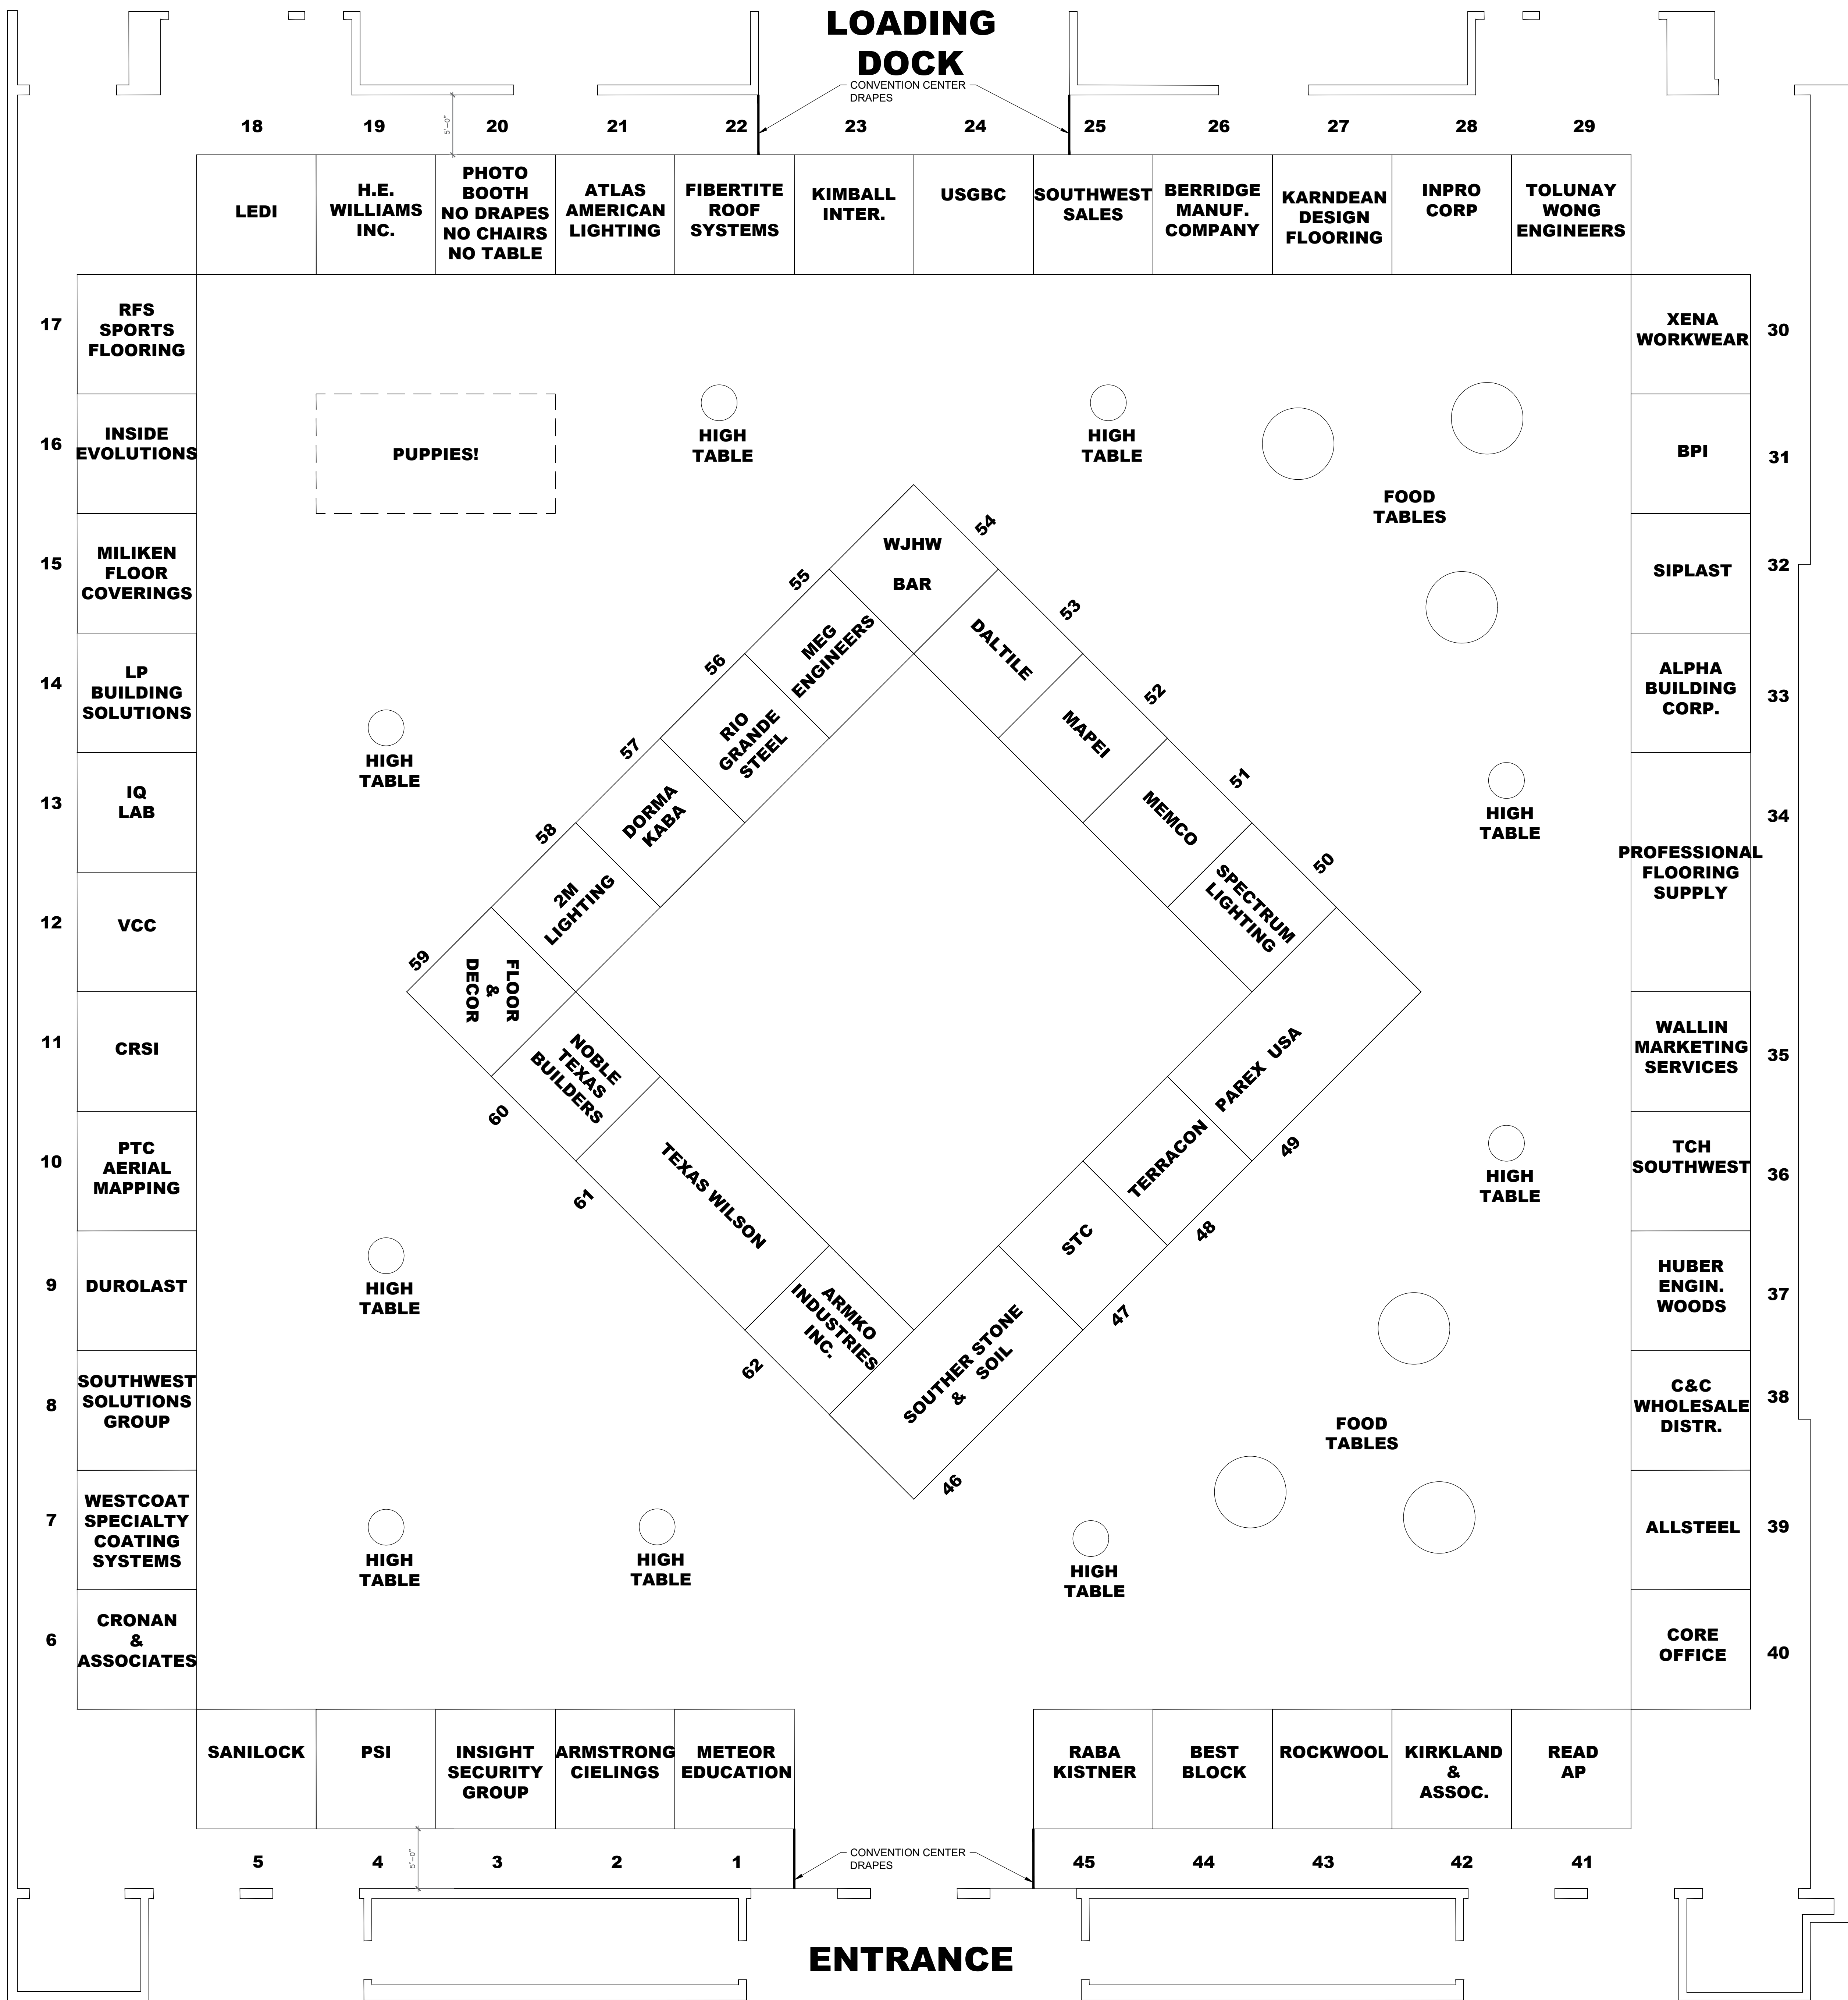 LOADING
DOCK
CONVENTION CENTER
DRAPES
18
19
20
21
22
23
24
25
26
27
28
29
5'-0"
LEDI
H.E.
WILLIAMS
INC.
PHOTO
BOOTH
NO DRAPES
NO CHAIRS
NO TABLE
ATLAS
AMERICAN
LIGHTING
FIBERTITE
ROOF
SYSTEMS
KIMBALL
INTER.
USGBC
SOUTHWEST
SALES
BERRIDGE
MANUF.
COMPANY
KARNDEAN
DESIGN
FLOORING
INPRO
CORP
TOLUNAY
WONG
ENGINEERS
17
RFS
SPORTS
FLOORING
16
INSIDE
EVOLUTIONS
15
MILIKEN
FLOOR
COVERINGS
14
LP
BUILDING
SOLUTIONS
13
IQ
LAB
12
VCC
11
CRSI
10
PTC
AERIAL
MAPPING
9
DUROLAST
8
SOUTHWEST
SOLUTIONS
GROUP
7
WESTCOAT
SPECIALTY
COATING
SYSTEMS
6
CRONAN
&
ASSOCIATES
PUPPIES!
HIGH
TABLE
HIGH
TABLE
FOOD
TABLES
HIGH
TABLE
HIGH
TABLE
HIGH
TABLE
HIGH
TABLE
FOOD
TABLES
HIGH
TABLE
HIGH
TABLE
HIGH
TABLE
WJHW
BAR
54
DALTILE
53
MAPEI
52
MEMCO
51
SPECTRUM
LIGHTING
50
PAREX USA
49
TERRACON
48
STC
47
SOUTHER STONE
& SOIL
46
55
MEG
ENGINEERS
56
RIO
GRANDE
STEEL
57
DORMA
KABA
58
2M
LIGHTING
59
FLOOR
&
DECOR
60
NOBLE
TEXAS
BUILDERS
61
TEXAS WILSON
62
ARMKO
INDUSTRIES
INC.
XENA
WORKWEAR
30
BPI
31
SIPLAST
32
ALPHA
BUILDING
CORP.
33
PROFESSIONAL
FLOORING
SUPPLY
34
WALLIN
MARKETING
SERVICES
35
TCH
SOUTHWEST
36
HUBER
ENGIN.
WOODS
37
C&C
WHOLESALE
DISTR.
38
ALLSTEEL
39
CORE
OFFICE
40
SANILOCK
PSI
INSIGHT
SECURITY
GROUP
ARMSTRONG
CIELINGS
METEOR
EDUCATION
RABA
KISTNER
BEST
BLOCK
ROCKWOOL
KIRKLAND
&
ASSOC.
READ
AP
5
4
5'-0"
3
2
1
CONVENTION CENTER
DRAPES
45
44
43
42
41
ENTRANCE